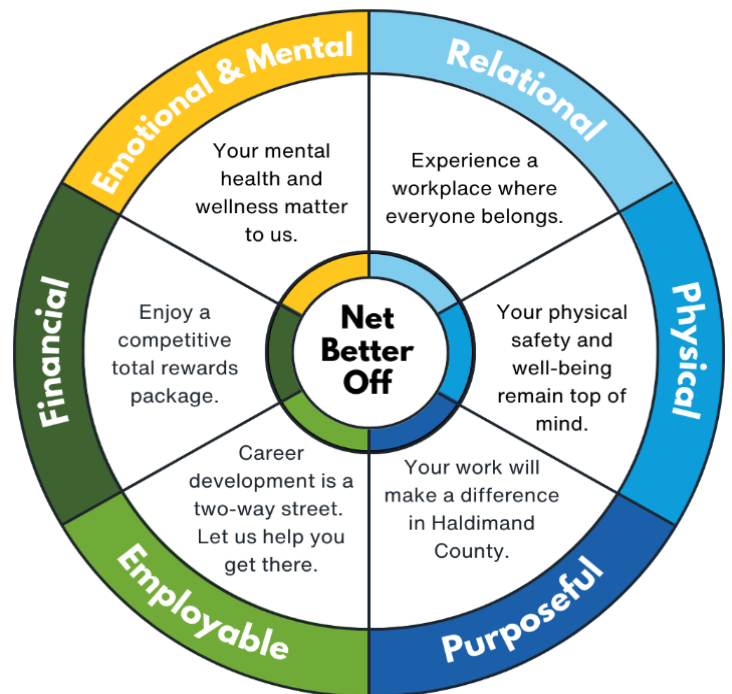 Emotional & Mental
Your mental
health and
wellness matter
to us.
Relational
Experience a
workplace where
everyone belongs.
Physical
Your physical
safety and
well-being
remain top of
mind.
Purposeful
Your work will
make a difference
in Haldimand
County.
Employable
Career
development is a
two-way street.
Let us help you
get there.
Financial
Enjoy a
competitive
total rewards
package.
Net
Better
Off